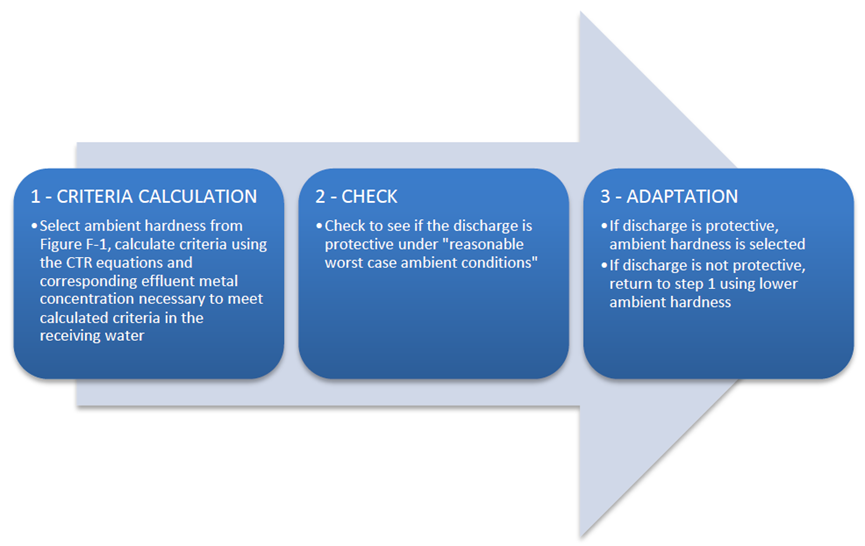 1 - CRITERIA CALCULATION
•Select ambient hardness from
Figure F-1, calculate criteria using
the CTR equations and
corresponding effluent metal
concentration necessary to meet
calculated criteria in the
receiving water
2 - CHECK
•Check to see if the discharge is
protective under "reasonable
worst case ambient conditions"
3 - ADAPTATION
•If discharge is protective,
ambient hardness is selected
•If discharge is not protective,
return to step 1 using lower
ambient hardness